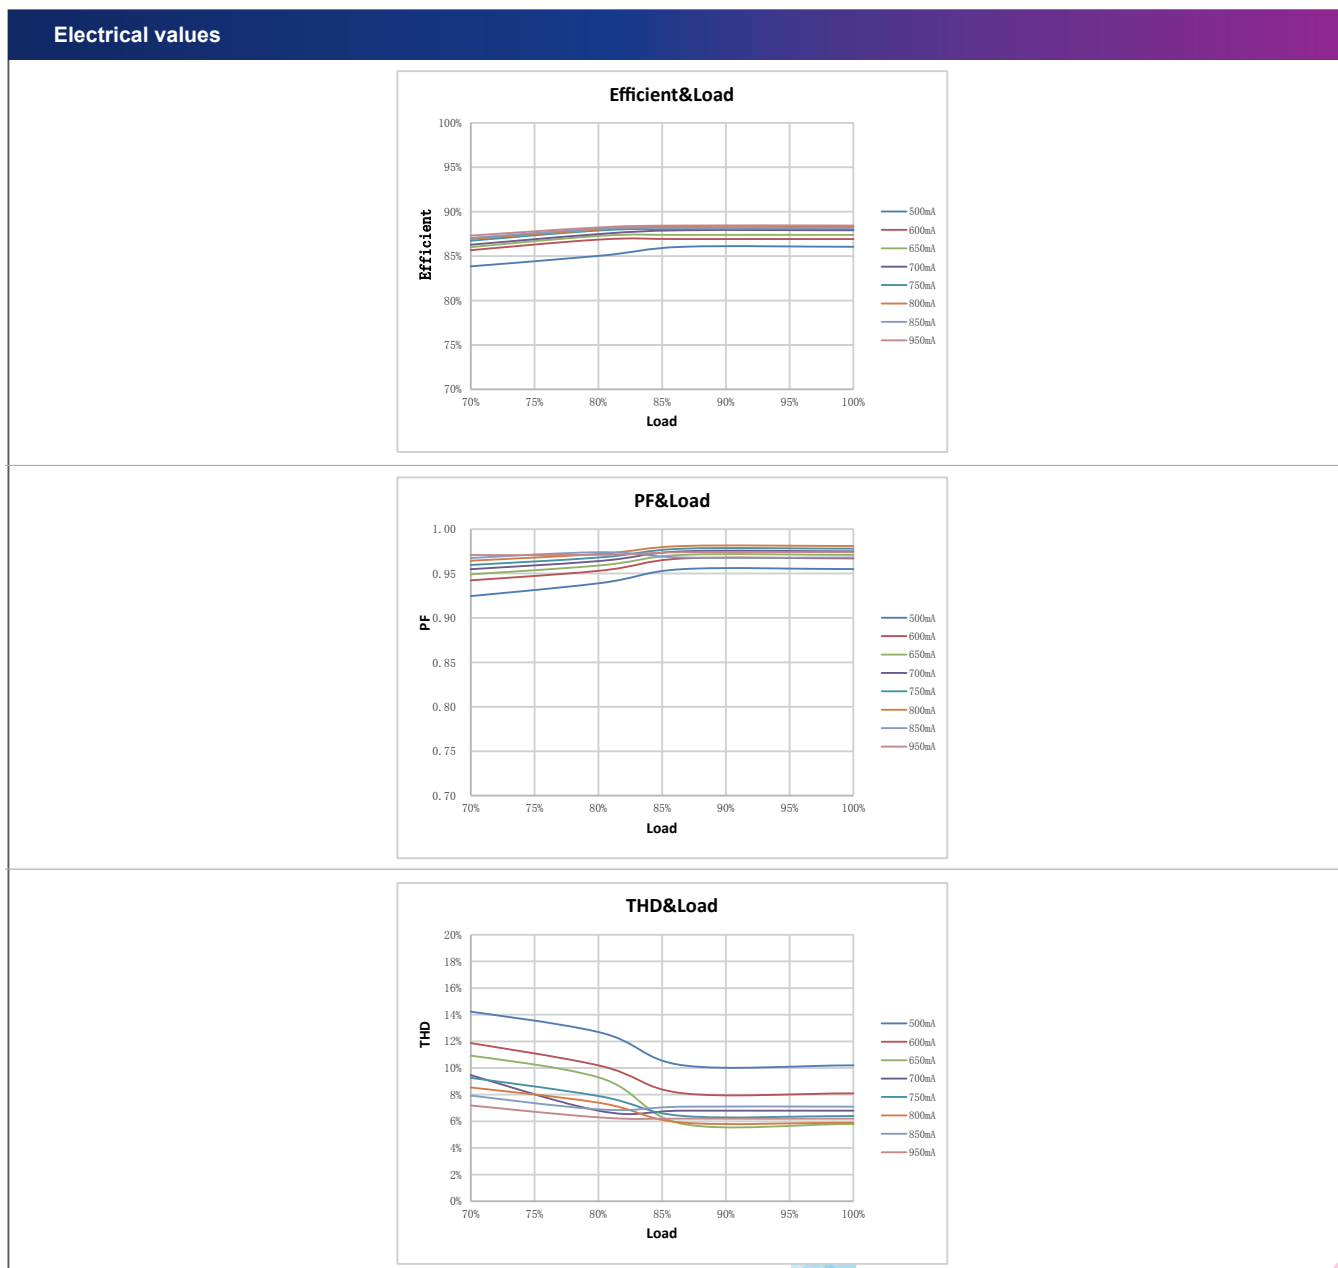 Electrical values
Efficient&Load
100%
95%
90%
85%
80%
75%
70%
Efficient
70% 75% 80% 85% 90% 95% 100%
Load
500mA
600mA
650mA
700mA
750mA
800mA
850mA
950mA
PF&Load
1.00
0.95
0.90
0.85
0.80
0.75
0.70
PF
70% 75% 80% 85% 90% 95% 100%
Load
500mA
600mA
650mA
700mA
750mA
800mA
850mA
950mA
THD&Load
20%
18%
16%
14%
12%
10%
8%
6%
4%
2%
0%
THD
70% 75% 80% 85% 90% 95% 100%
Load
500mA
600mA
650mA
700mA
750mA
800mA
850mA
950mA